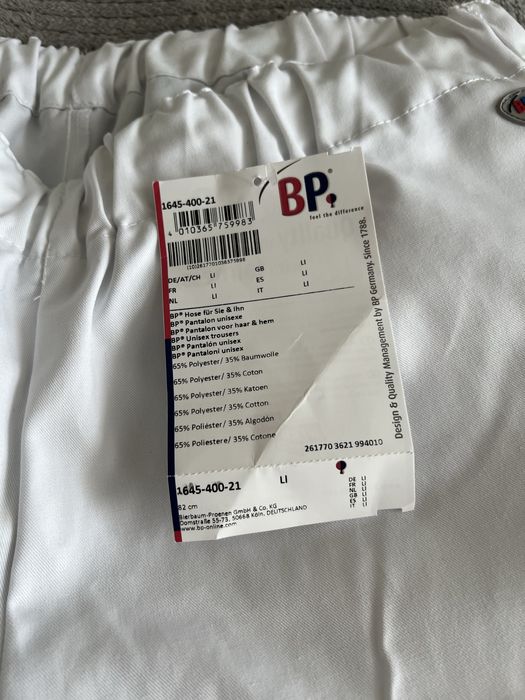 1645-400-21
BP®
feel the difference
4 010365 759983
DE/AT/CH LI GB LI
FR LI ES LI
NL LI IT LI
BP® Hose für Sie & Ihn
BP® Pantalon unisexe
BP® Pantalon voor haar & hem
BP® Unisex trousers
BP® Pantalón unisex
BP® Pantaloni unisex
65% Polyester/ 35% Baumwolle
65% Polyester/ 35% Coton
65% Polyester/ 35% Katoen
65% Polyester/ 35% Cotton
65% Poliéster/ 35% Algodón
65% Poliestere/ 35% Cotone
261770 3621 994010
Design & Quality Management by BP Germany. Since 1788.
1645-400-21 LI
82 cm
DE LI
FR LI
NL LI
GB LI
ES LI
IT LI
Bierbaum-Proenen GmbH & Co. KG
Domstraße 55-73, 50668 Köln, DEUTSCHLAND
www.bp-online.com